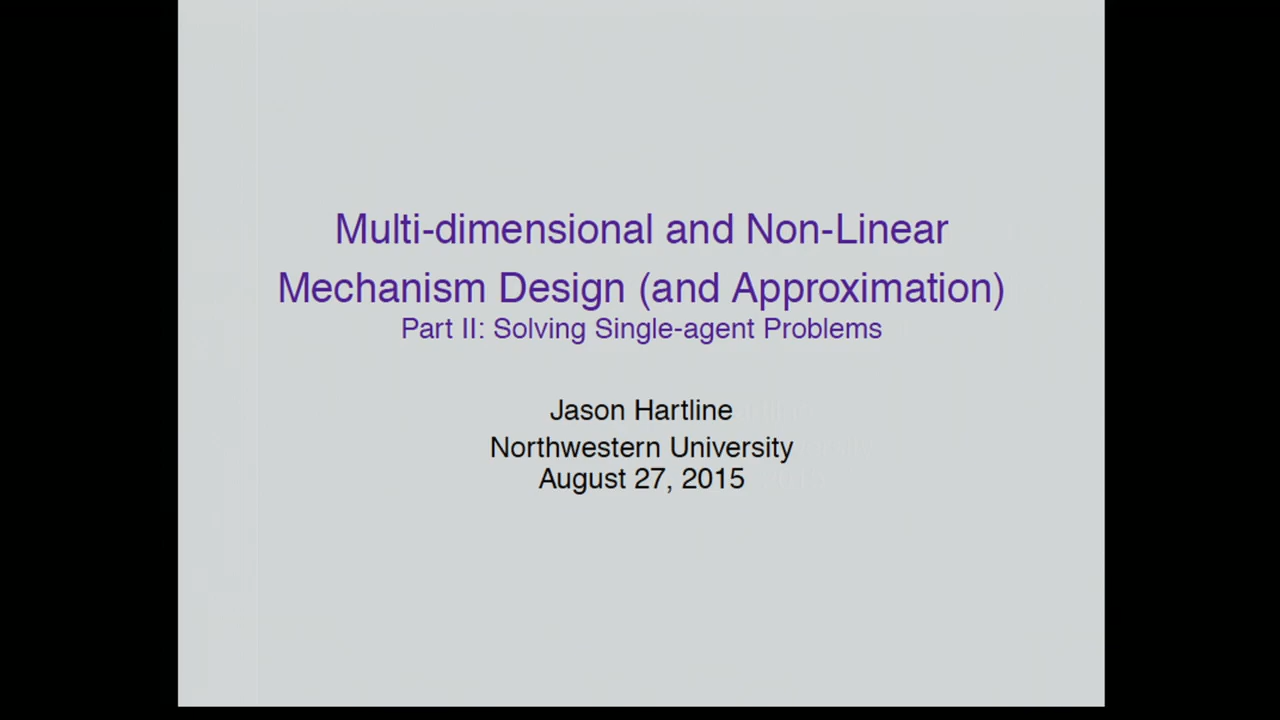 Multi-dimensional and Non-Linear
Mechanism Design (and Approximation)
Part II: Solving Single-agent Problems
Jason Hartline
Northwestern University
August 27, 2015